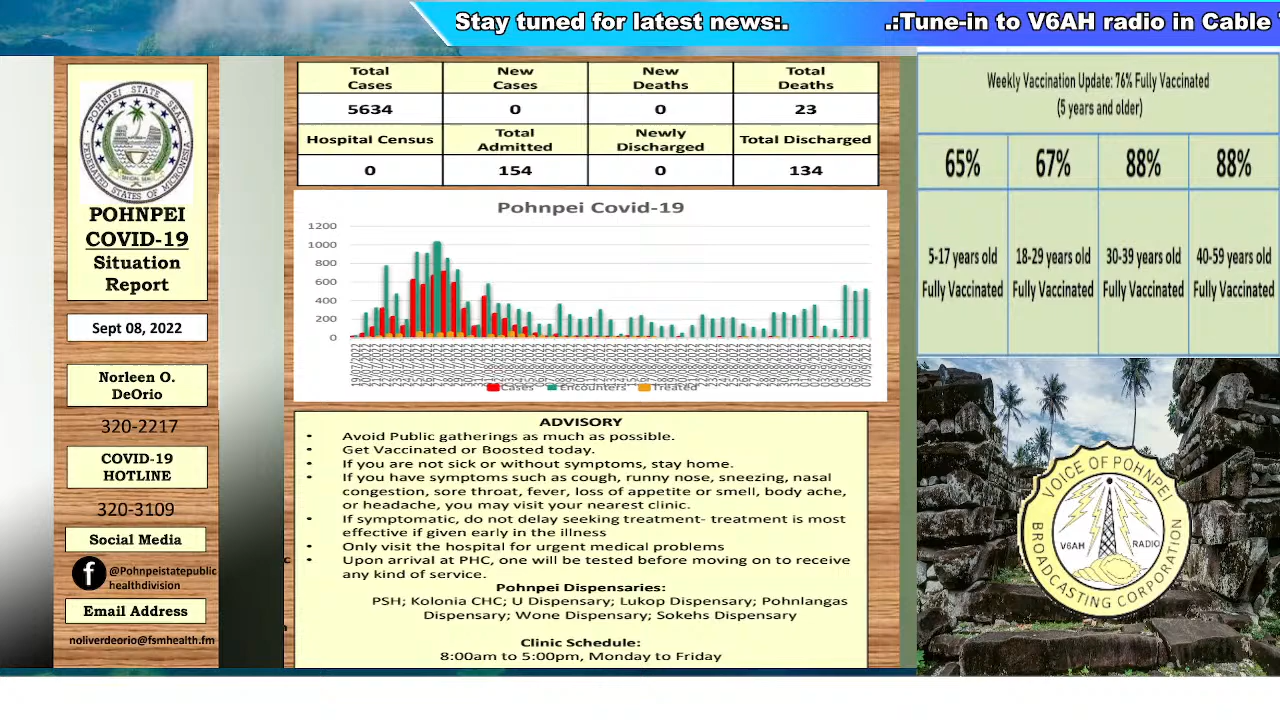 Stay tuned for latest news:.
.:Tune-in to V6AH radio in Cable
POHNPEI STATE SEAL
FEDERATED STATES OF MICRONESIA
POHNPEI
COVID-19
Situation
Report
Sept 08, 2022
Norleen O.
DeOrio
320-2217
COVID-19
HOTLINE
320-3109
Social Media
f
@Pohnpeistatepublic
healthdivision
Email Address
noliverdeorio@fsmhealth.fm
Total Cases New Cases New Deaths Total Deaths
5634 0 0 23
Hospital Census Total Admitted Newly Discharged Total Discharged
0 154 0 134
Pohnpei Covid-19
1200
1000
800
600
400
200
0
Cases Encounters Treated
ADVISORY
• Avoid Public gatherings as much as possible.
• Get Vaccinated or Boosted today.
• If you are not sick or without symptoms, stay home.
• If you have symptoms such as cough, runny nose, sneezing, nasal
congestion, sore throat, fever, loss of appetite or smell, body ache,
or headache, you may visit your nearest clinic.
• If symptomatic, do not delay seeking treatment- treatment is most
effective if given early in the illness
• Only visit the hospital for urgent medical problems
• Upon arrival at PHC, one will be tested before moving on to receive
any kind of service.
Pohnpei Dispensaries:
PSH; Kolonia CHC; U Dispensary; Lukop Dispensary; Pohnlangas
Dispensary; Wone Dispensary; Sokehs Dispensary
Clinic Schedule:
8:00am to 5:00pm, Monday to Friday
Weekly Vaccination Update: 76% Fully Vaccinated
(5 years and older)
65% 67% 88% 88%
5-17 years old 18-29 years old 30-39 years old 40-59 years old
Fully Vaccinated Fully Vaccinated Fully Vaccinated Fully Vaccinated
VOICE OF POHNPEI
V6AH RADIO
BROADCASTING CORPORATION